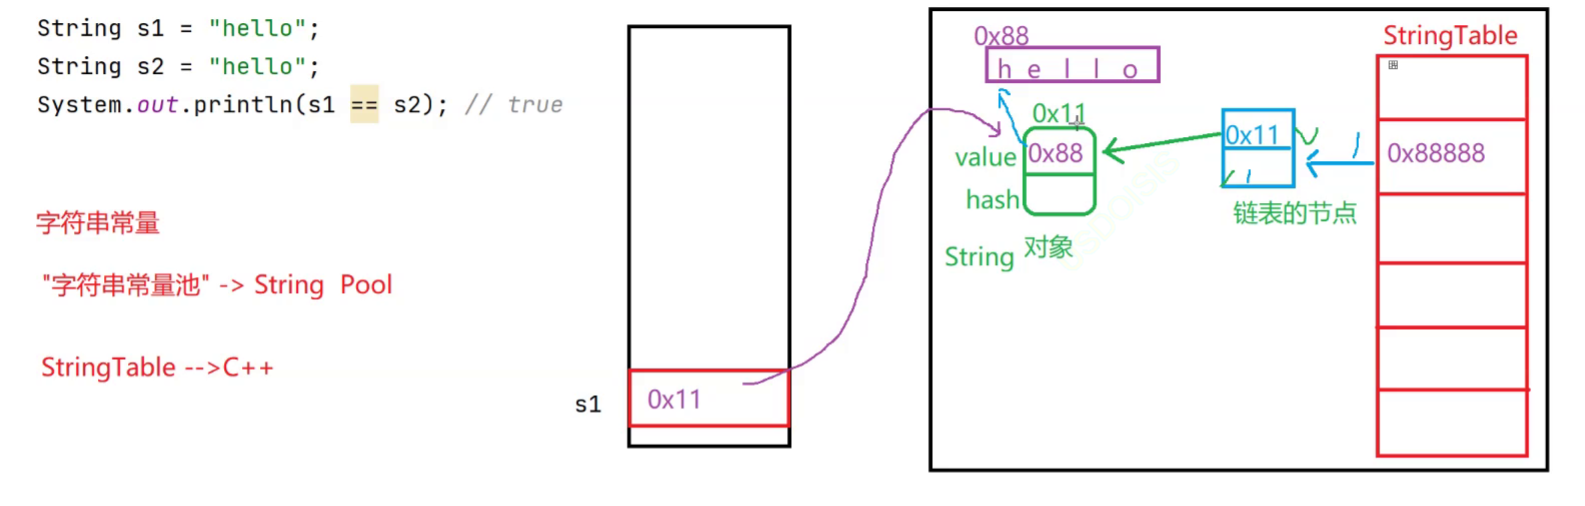 String s1 = "hello";
String s2 = "hello";
System.out.println(s1 == s2); // true
字符串常量
"字符串常量池" -> String Pool
StringTable -->C++
s1
0x11
0x88
h e l l o
0x11
value
0x88
hash
String 对象
0x11
链表的节点
StringTable
0x88888